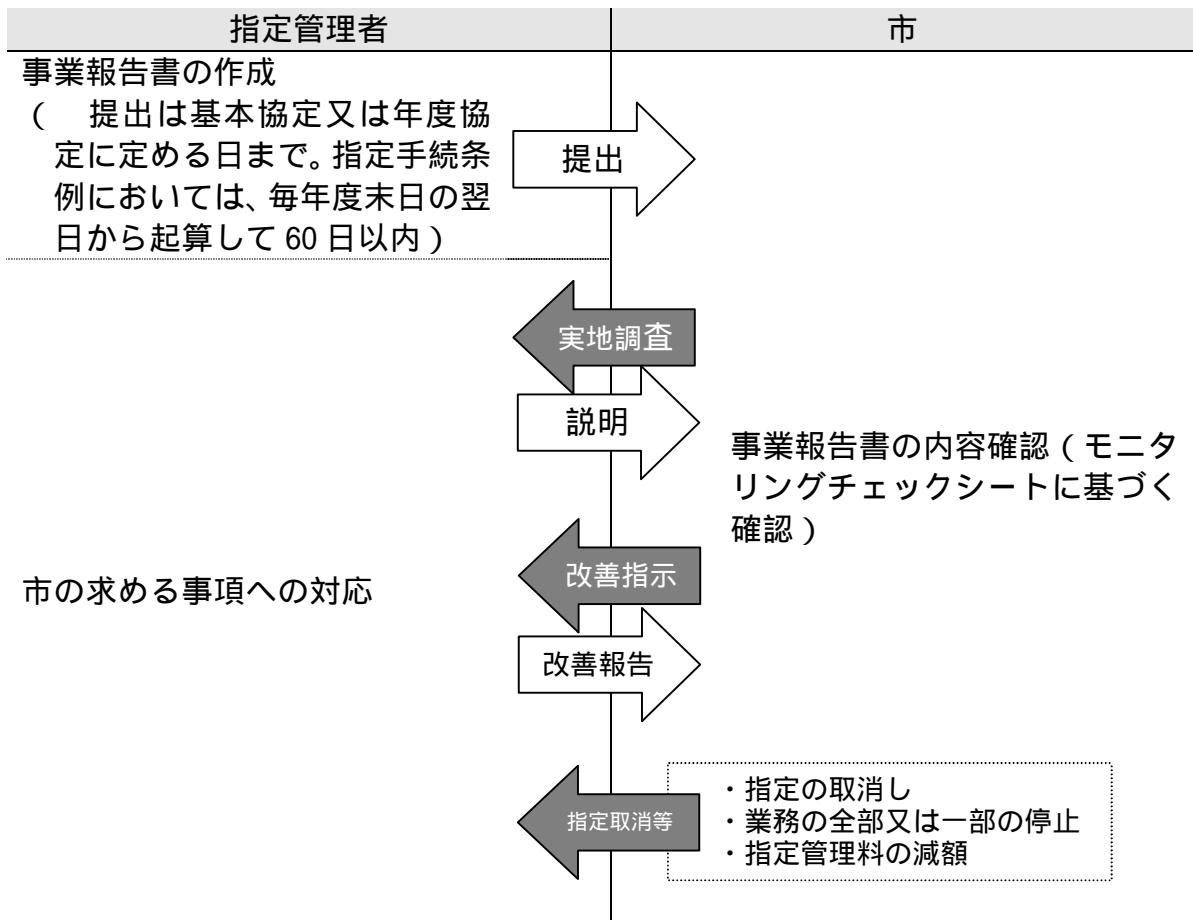 指定管理者
市
事業報告書の作成
(　提出は基本協定又は年度協
定に定める日まで。指定手続条
例においては、毎年度末日の翌
日から起算して 60 日以内)
提出
実地調査
説明
事業報告書の内容確認(モニタ
リングチェックシートに基づく
確認)
改善指示
市の求める事項への対応
改善報告
指定取消等
・指定の取消し
・業務の全部又は一部の停止
・指定管理料の減額